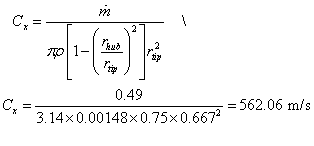 C_x = ṁ / (πρ[1 − (r_hub / r_tip)²] r_tip²) \
C_x = 0.49 / (3.14 × 0.00148 × 0.75 × 0.667²) = 562.06 m/s